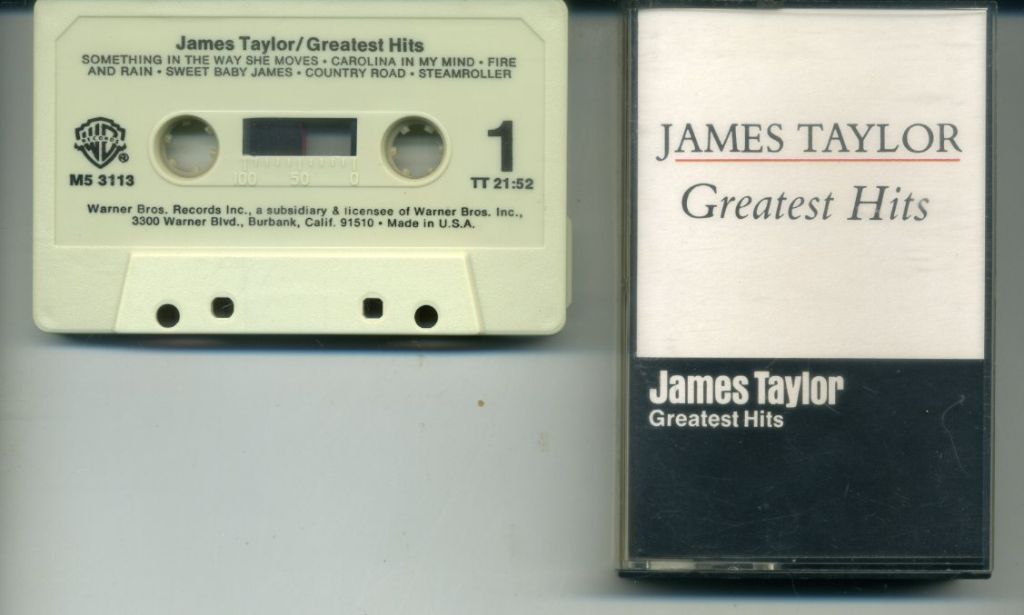 James Taylor/Greatest Hits
SOMETHING IN THE WAY SHE MOVES • CAROLINA IN MY MIND • FIRE
AND RAIN • SWEET BABY JAMES • COUNTRY ROAD • STEAMROLLER
WB
RECORDS
®
M5 3113
100 50 0
1
TT 21:52
Warner Bros. Records Inc., a subsidiary & licensee of Warner Bros. Inc.,
3300 Warner Blvd., Burbank, Calif. 91510 • Made in U.S.A.
JAMES TAYLOR
Greatest Hits
James Taylor
Greatest Hits